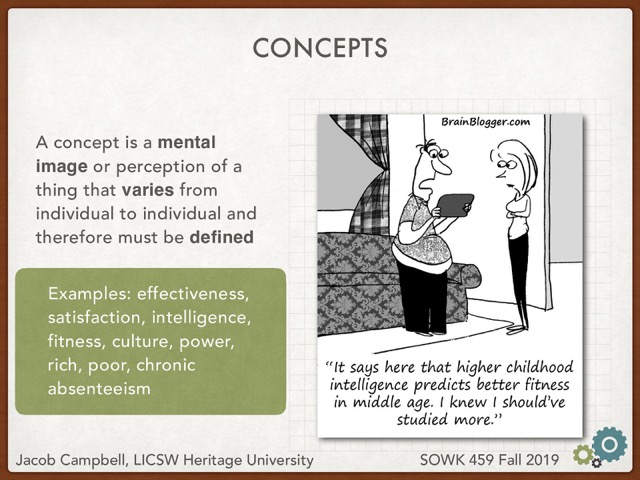 CONCEPTS
A concept is a mental
image or perception of a
thing that varies from
individual to individual and
therefore must be defined
Examples: effectiveness,
satisfaction, intelligence,
fitness, culture, power,
rich, poor, chronic
absenteeism
BrainBlogger.com
“It says here that higher childhood
intelligence predicts better fitness
in middle age. I knew I should’ve
studied more.”
Jacob Campbell, LICSW Heritage University
SOWK 459 Fall 2019